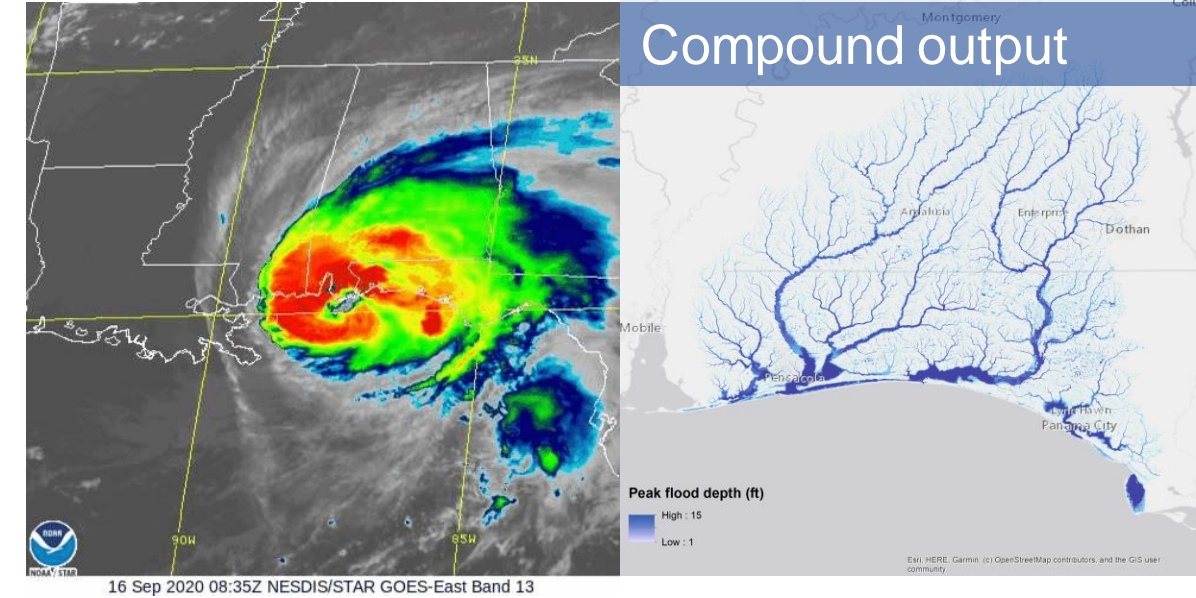 Compound output
Montgomery
35N
Andalusia
Enterprise
Dothan
Mobile
Pensacola
Lynn Haven
Panama City
Peak flood depth (ft)
High : 15
Low : 1
90W
85W
NOAA
NOAA / STAR
Esri, HERE, Garmin, (c) OpenStreetMap contributors, and the GIS user
community
16 Sep 2020 08:35Z NESDIS/STAR GOES-East Band 13